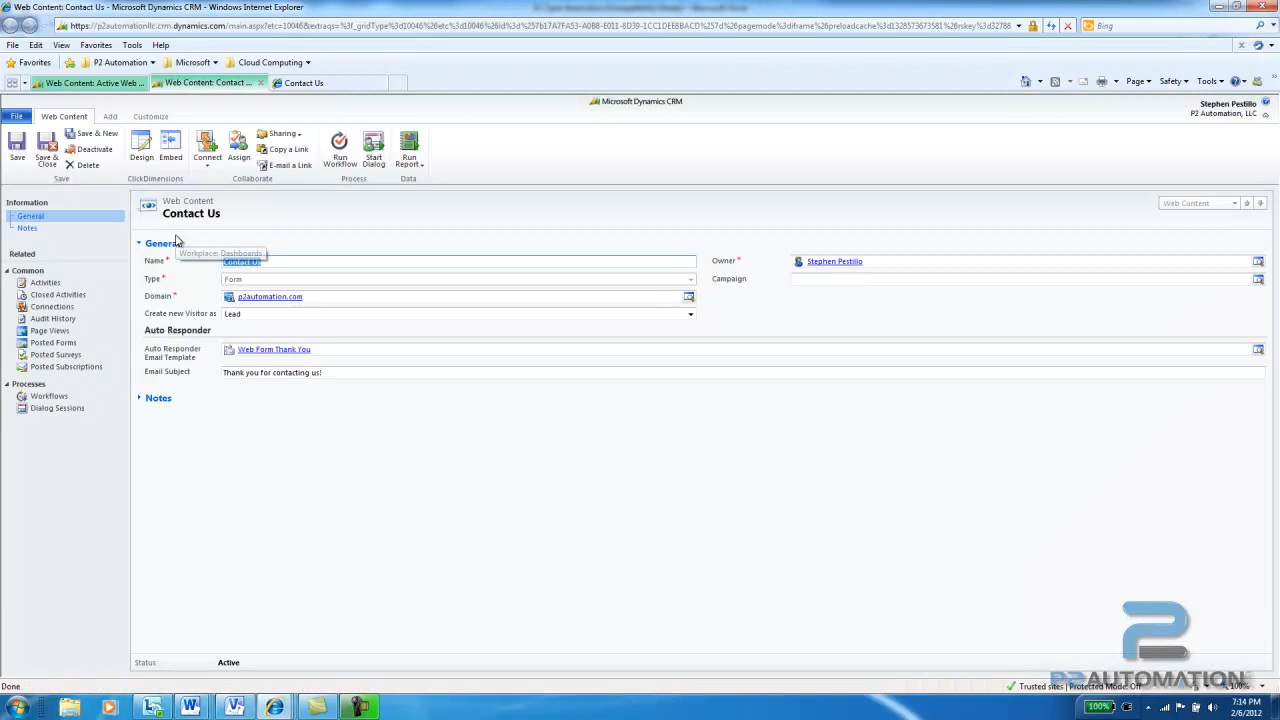 Web Content: Contact Us - Microsoft Dynamics CRM - Windows Internet Explorer
Bing
File Edit View Favorites Tools Help
Favorites P2 Automation Microsoft Cloud Computing
Web Content: Active Web ... Web Content: Contact ... Contact Us
Page Safety Tools
Microsoft Dynamics CRM
Stephen Pestillo
P2 Automation, LLC
File Web Content Add Customize
Save
Save & Close
Save & New
Deactivate
Delete
Design
Embed
Connect
Assign
Sharing
Copy a Link
E-mail a Link
Run Workflow
Start Dialog
Run Report
Save ClickDimensions Collaborate Process Data
Information
General
Notes
Related
Common
Activities
Closed Activities
Connections
Audit History
Page Views
Posted Forms
Posted Surveys
Posted Subscriptions
Processes
Workflows
Dialog Sessions
Web Content
Contact Us
Web Content
General
Workplace: Dashboards
Name * Contact Us Owner * Stephen Pestillo
Type * Form Campaign
Domain * p2automation.com
Create new Visitor as Lead
Auto Responder
Auto Responder Email Template Web Form Thank You
Email Subject Thank you for contacting us!
Notes
Status Active
P2AUTOMATION
Done Trusted sites | Protected Mode: Off 100%
100% 7:14 PM
2/6/2012